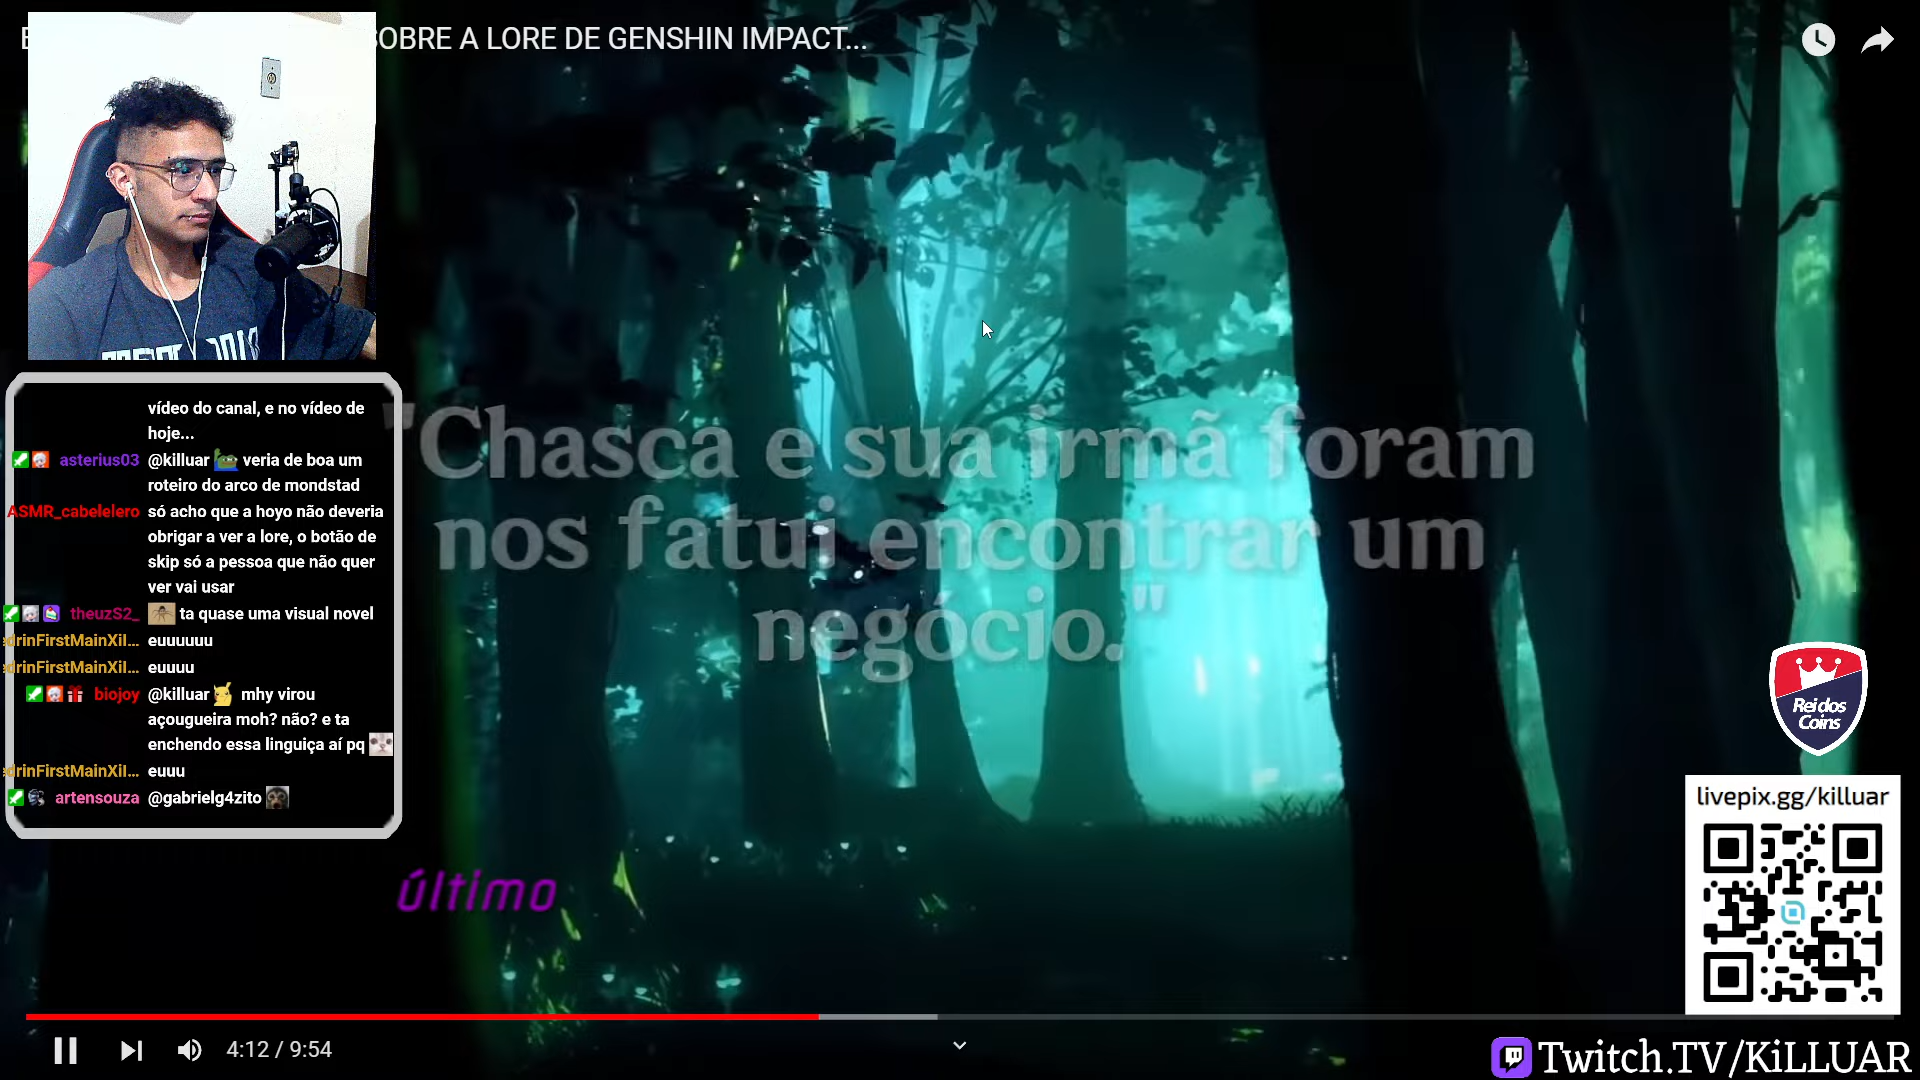 SOBRE A LORE DE GENSHIN IMPACT...
vídeo do canal, e no vídeo de
hoje...
asterius03 @killuar veria de boa um
roteiro do arco de mondstad
ASMR_cabelelero só acho que a hoyo não deveria
obrigar a ver a lore, o botão de
skip só a pessoa que não quer
ver vai usar
theuzS2_ ta quase uma visual novel
drinFirstMainXil... euuuuuu
drinFirstMainXil... euuuu
biojoy @killuar mhy virou
açougueira moh? não? e ta
enchendo essa linguiça aí pq
drinFirstMainXil... euuu
artensouza @gabrielg4zito
"Chasca e sua irmã foram
nos fatui encontrar um
negócio."
último
Rei dos
Coins
livepix.gg/killuar
4:12 / 9:54
Twitch.TV/KiLLUAR